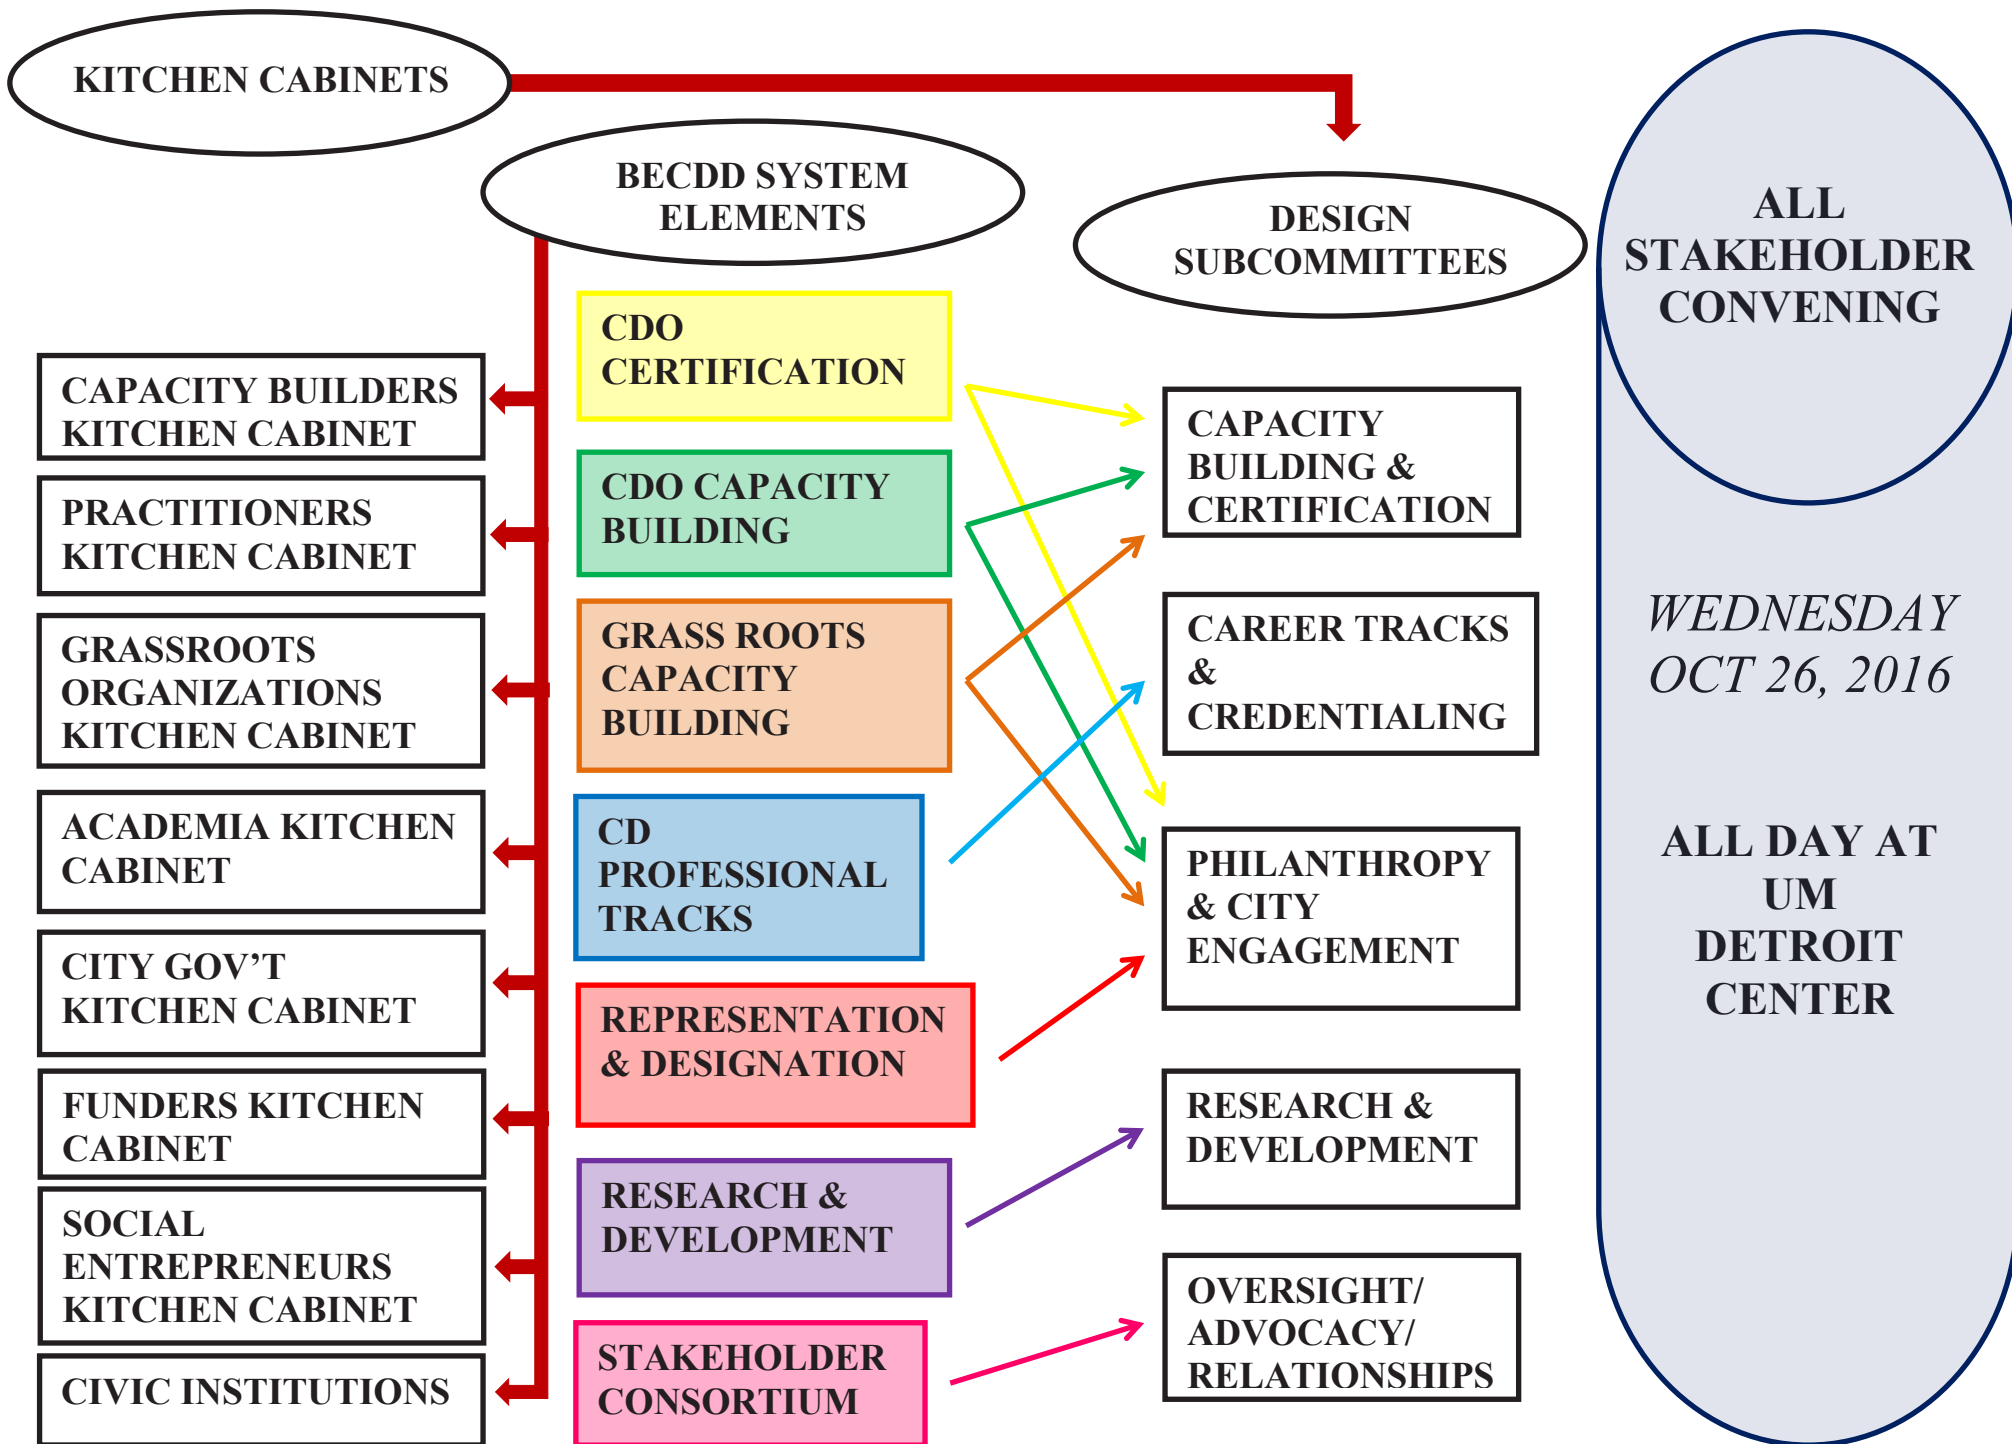 KITCHEN CABINETS
BECDD SYSTEM
ELEMENTS
DESIGN
SUBCOMMITTEES
CAPACITY BUILDERS
KITCHEN CABINET
PRACTITIONERS
KITCHEN CABINET
GRASSROOTS
ORGANIZATIONS
KITCHEN CABINET
ACADEMIA KITCHEN
CABINET
CITY GOV’T
KITCHEN CABINET
FUNDERS KITCHEN
CABINET
SOCIAL
ENTREPRENEURS
KITCHEN CABINET
CIVIC INSTITUTIONS
CDO
CERTIFICATION
CDO CAPACITY
BUILDING
GRASS ROOTS
CAPACITY
BUILDING
CD
PROFESSIONAL
TRACKS
REPRESENTATION
& DESIGNATION
RESEARCH &
DEVELOPMENT
STAKEHOLDER
CONSORTIUM
CAPACITY
BUILDING &
CERTIFICATION
CAREER TRACKS
&
CREDENTIALING
PHILANTHROPY
& CITY
ENGAGEMENT
RESEARCH &
DEVELOPMENT
OVERSIGHT/
ADVOCACY/
RELATIONSHIPS
ALL
STAKEHOLDER
CONVENING
WEDNESDAY
OCT 26, 2016
ALL DAY AT
UM
DETROIT
CENTER